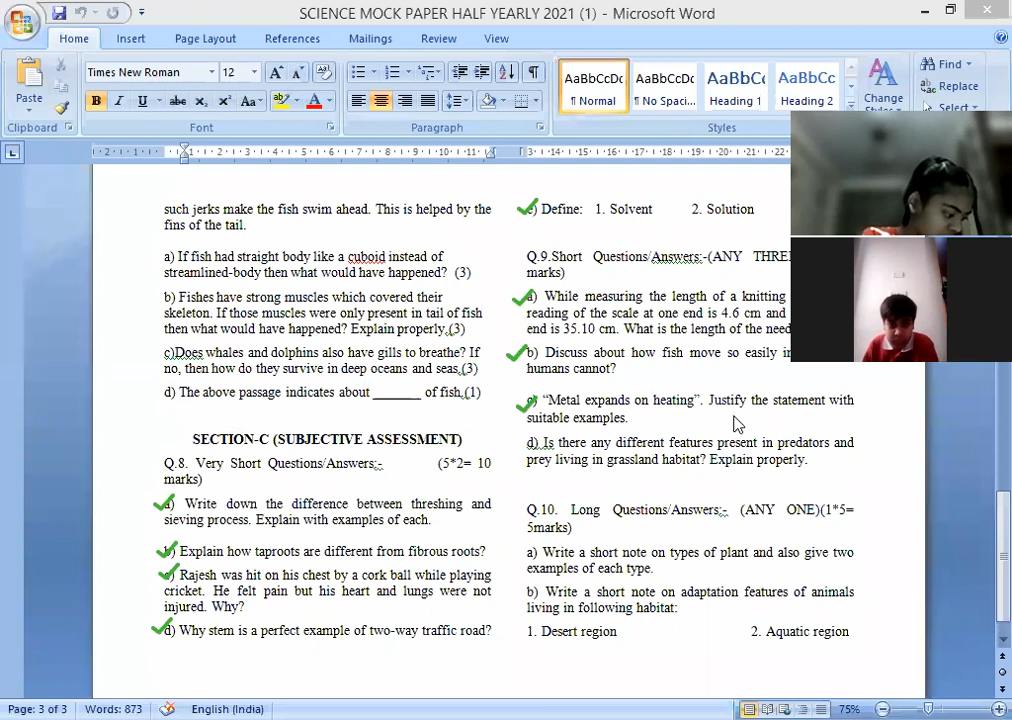 SCIENCE MOCK PAPER HALF YEARLY 2021 (1) - Microsoft Word
Home Insert Page Layout References Mailings Review View
Paste
Clipboard
Times New Roman 12
B I U abc X₂ X² Aa A
Font
Paragraph
AaBbCcDc AaBbCcDc AaBbCc AaBbCc
¶ Normal ¶ No Spaci... Heading 1 Heading 2
Change
Styles
Find
Replace
Select
such jerks make the fish swim ahead. This is helped by the
fins of the tail.
a) If fish had straight body like a cuboid instead of
streamlined-body then what would have happened? (3)
b) Fishes have strong muscles which covered their
skeleton. If those muscles were only present in tail of fish
then what would have happened? Explain properly.(3)
c)Does whales and dolphins also have gills to breathe? If
no, then how do they survive in deep oceans and seas.(3)
d) The above passage indicates about _______ of fish.(1)
SECTION-C (SUBJECTIVE ASSESSMENT)
Q.8. Very Short Questions/Answers:- (5*2= 10
marks)
a) Write down the difference between threshing and
sieving process. Explain with examples of each.
b) Explain how taproots are different from fibrous roots?
c) Rajesh was hit on his chest by a cork ball while playing
cricket. He felt pain but his heart and lungs were not
injured. Why?
d) Why stem is a perfect example of two-way traffic road?
e) Define: 1. Solvent 2. Solution
Q.9.Short Questions/Answers:-(ANY THREE
marks)
a) While measuring the length of a knitting
reading of the scale at one end is 4.6 cm and
end is 35.10 cm. What is the length of the need
b) Discuss about how fish move so easily in
humans cannot?
c) “Metal expands on heating”. Justify the statement with
suitable examples.
d) Is there any different features present in predators and
prey living in grassland habitat? Explain properly.
Q.10. Long Questions/Answers:- (ANY ONE)(1*5=
5marks)
a) Write a short note on types of plant and also give two
examples of each type.
b) Write a short note on adaptation features of animals
living in following habitat:
1. Desert region 2. Aquatic region
Page: 3 of 3 Words: 873 English (India) 75%